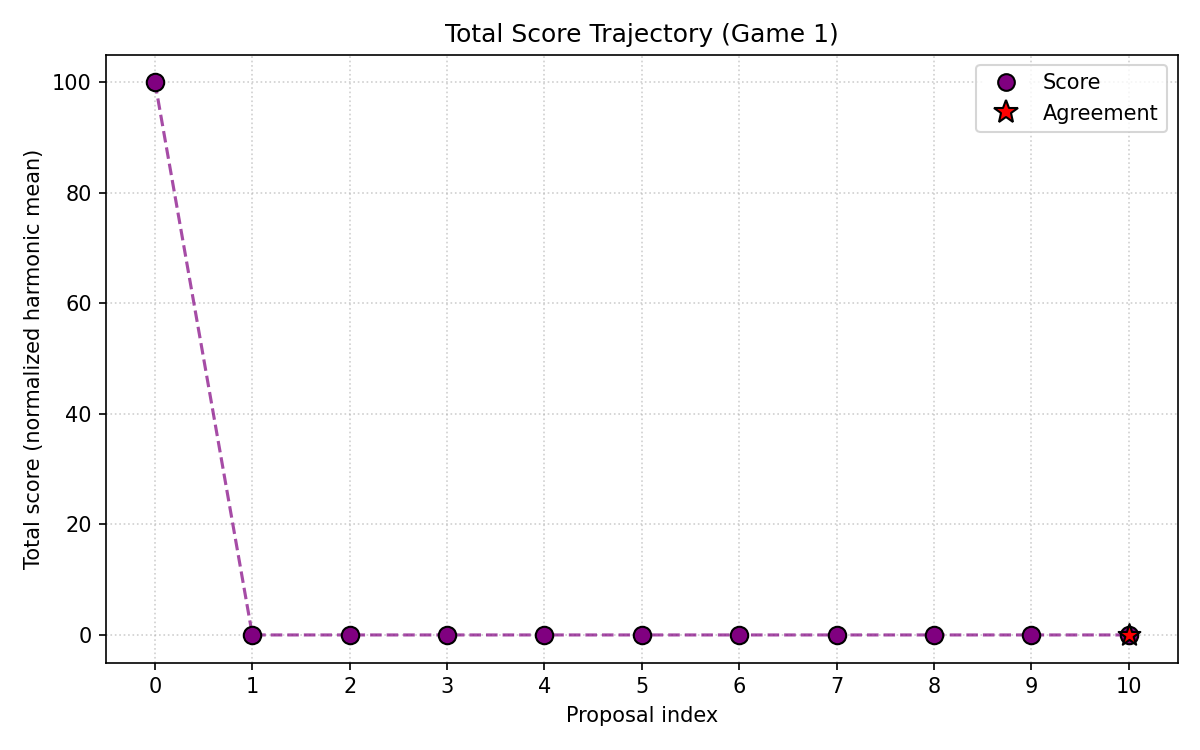 Total Score Trajectory (Game 1)
Score
Agreement
Total score (normalized harmonic mean)
100
80
60
40
20
0
0 1 2 3 4 5 6 7 8 9 10
Proposal index